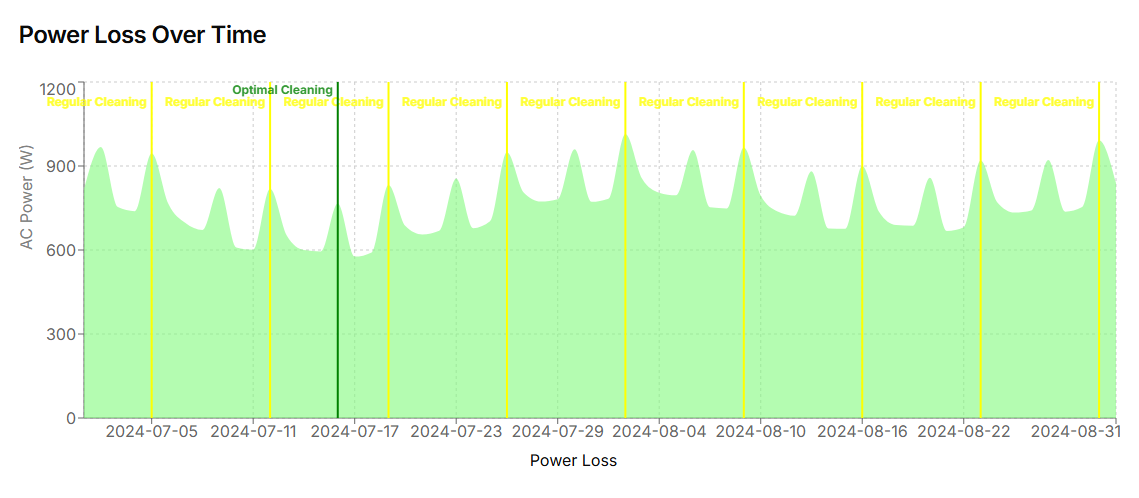 Power Loss Over Time
1200
Optimal Cleaning
Regular Cleaning Regular Cleaning Regular Cleaning Regular Cleaning Regular Cleaning Regular Cleaning Regular Cleaning Regular Cleaning Regular Cleaning
900
AC Power (W)
600
300
0
2024-07-05 2024-07-11 2024-07-17 2024-07-23 2024-07-29 2024-08-04 2024-08-10 2024-08-16 2024-08-22 2024-08-31
Power Loss